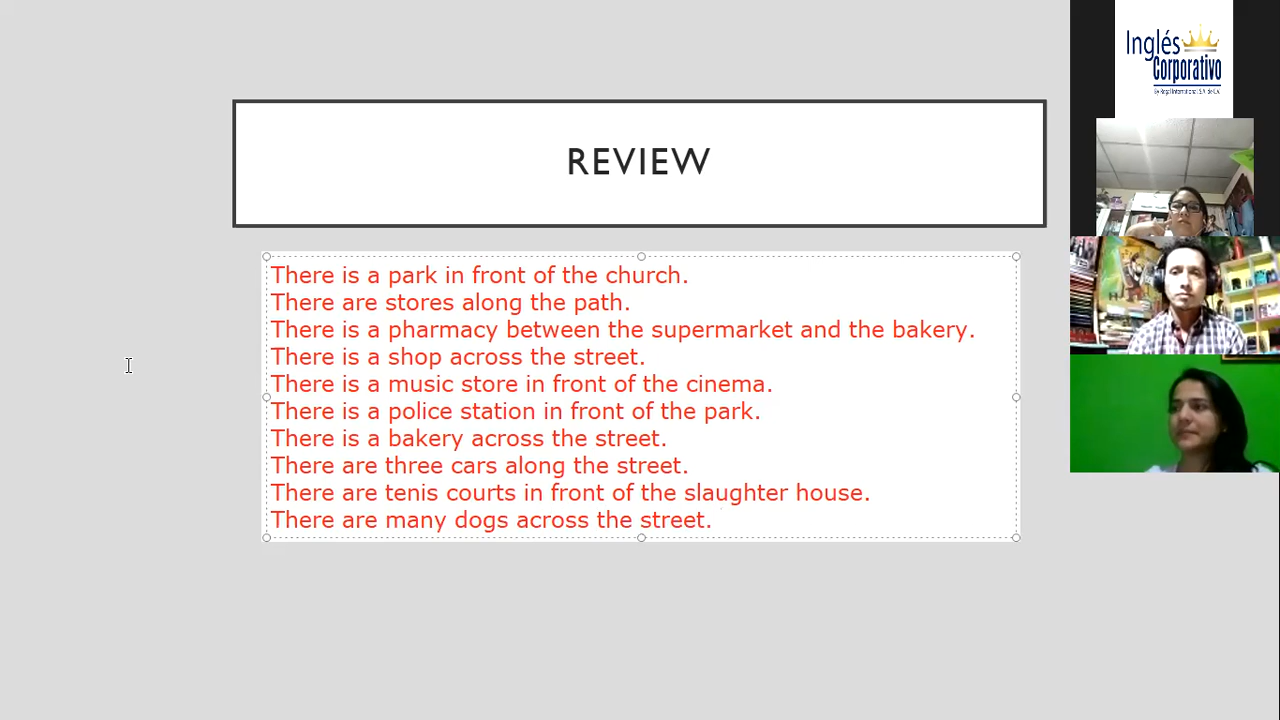 Inglés
Corporativo
By Regal International S.A. de C.V.
REVIEW
There is a park in front of the church.
There are stores along the path.
There is a pharmacy between the supermarket and the bakery.
There is a shop across the street.
There is a music store in front of the cinema.
There is a police station in front of the park.
There is a bakery across the street.
There are three cars along the street.
There are tenis courts in front of the slaughter house.
There are many dogs across the street.